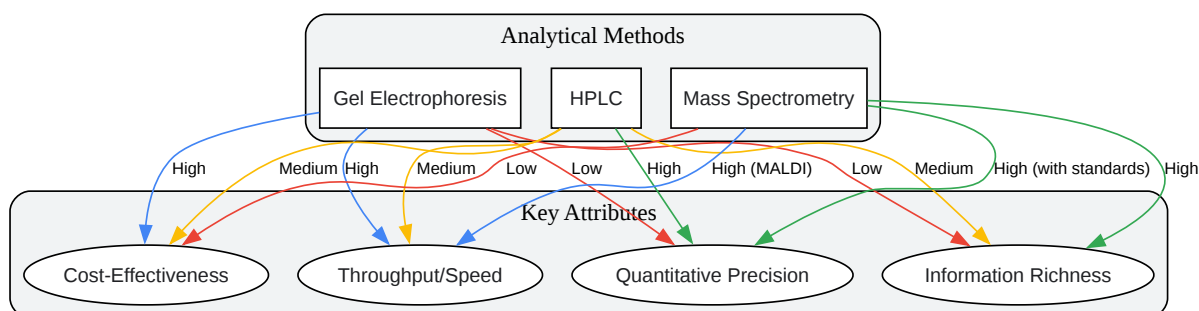 Analytical Methods
Gel Electrophoresis
HPLC
Mass Spectrometry
High
Medium
High
Medium
Low
Low
High
High (MALDI)
Low
Medium
High (with standards)
High
Key Attributes
Cost-Effectiveness
Throughput/Speed
Quantitative Precision
Information Richness